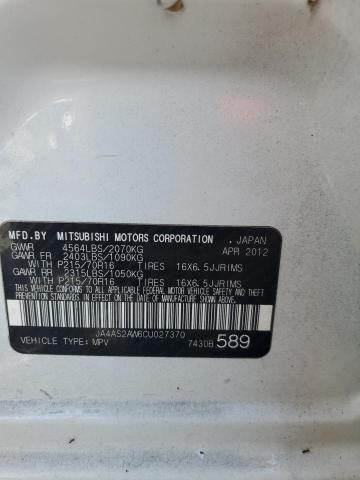 MFD.BY MITSUBISHI MOTORS CORPORATION , JAPAN
GVWR 4564LBS/2070KG APR 2012
GAWR FR 2403LBS/1090KG
WITH P215/70R16 TIRES 16X6.5JJRIMS
GAWR RR 2315LBS/1050KG
WITH P215/70R16 TIRES 16X6.5JJRIMS
THIS VEHICLE CONFORMS TO ALL APPLICABLE FEDERAL MOTOR VEHICLE SAFETY AND THEFT PREVENTION STANDARDS IN EFFECT ON THE DATE OF MANUFACTURE SHOWN ABOVE.
JA4AS2AW6CU027370
VEHICLE TYPE: MPV 7430B 589